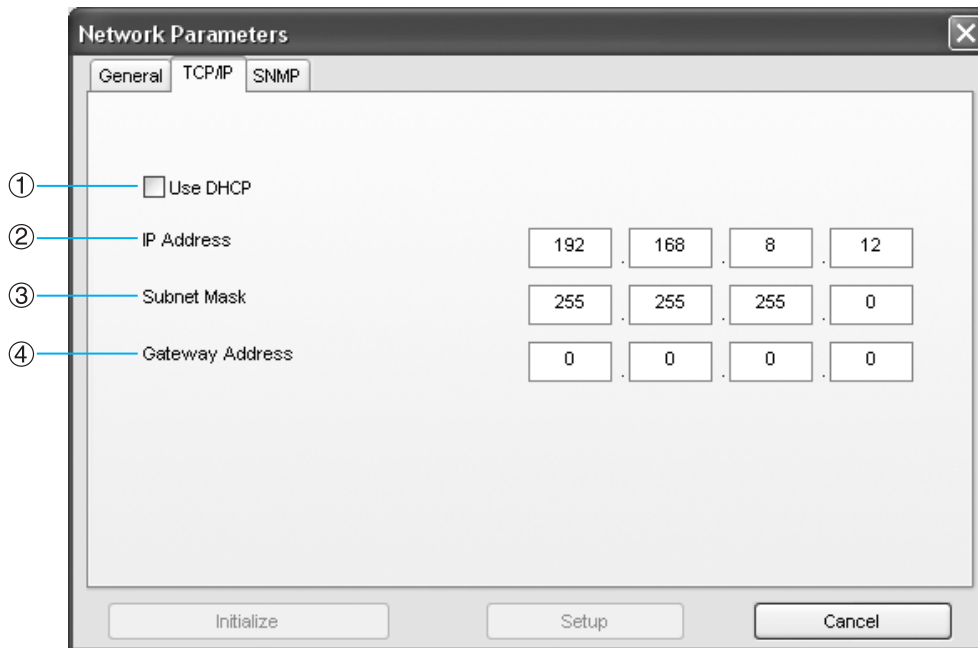 Network Parameters
General TCP/IP SNMP
① Use DHCP
② IP Address 192 . 168 . 8 . 12
③ Subnet Mask 255 . 255 . 255 . 0
④ Gateway Address 0 . 0 . 0 . 0
Initialize Setup Cancel